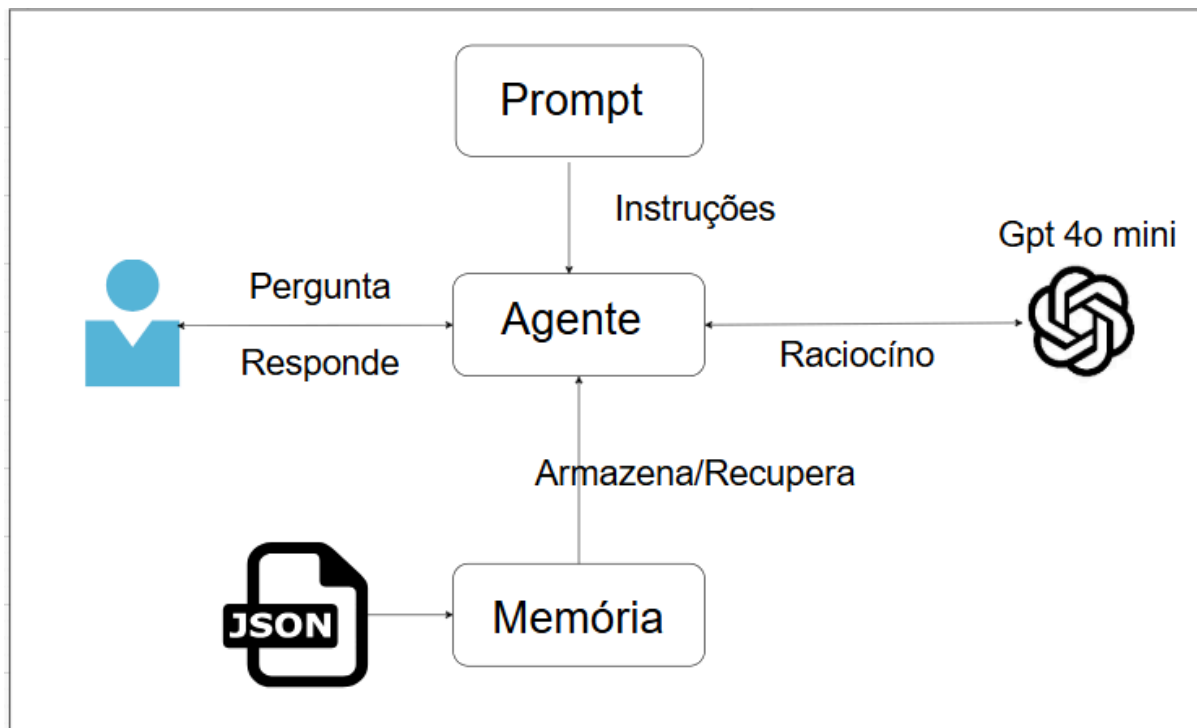 Prompt
Instruções
Gpt 4o mini
Pergunta
Agente
Responde
Raciocíno
Armazena/Recupera
JSON
Memória